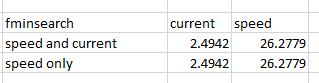 fminsearch current speed
speed and current 2.4942 26.2779
speed only 2.4942 26.2779